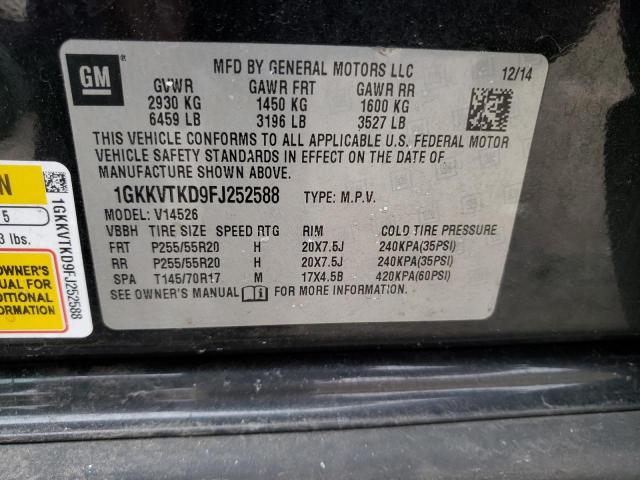 GM
MFD BY GENERAL MOTORS LLC 12/14
GVWR GAWR FRT GAWR RR
2930 KG 1450 KG 1600 KG
6459 LB 3196 LB 3527 LB
THIS VEHICLE CONFORMS TO ALL APPLICABLE U.S. FEDERAL MOTOR
VEHICLE SAFETY STANDARDS IN EFFECT ON THE DATE OF
MANUFACTURE SHOWN ABOVE.
1GKKVTKD9FJ252588 TYPE: M.P.V.
MODEL: V14526
VBBH TIRE SIZE SPEED RTG RIM COLD TIRE PRESSURE
FRT P255/55R20 H 20X7.5J 240KPA(35PSI)
RR P255/55R20 H 20X7.5J 240KPA(35PSI)
SPA T145/70R17 M 17X4.5B 420KPA(60PSI)
SEE OWNER'S MANUAL FOR MORE INFORMATION
5
lbs.
OWNER'S
FOR
1GKKVTKD9FJ252588